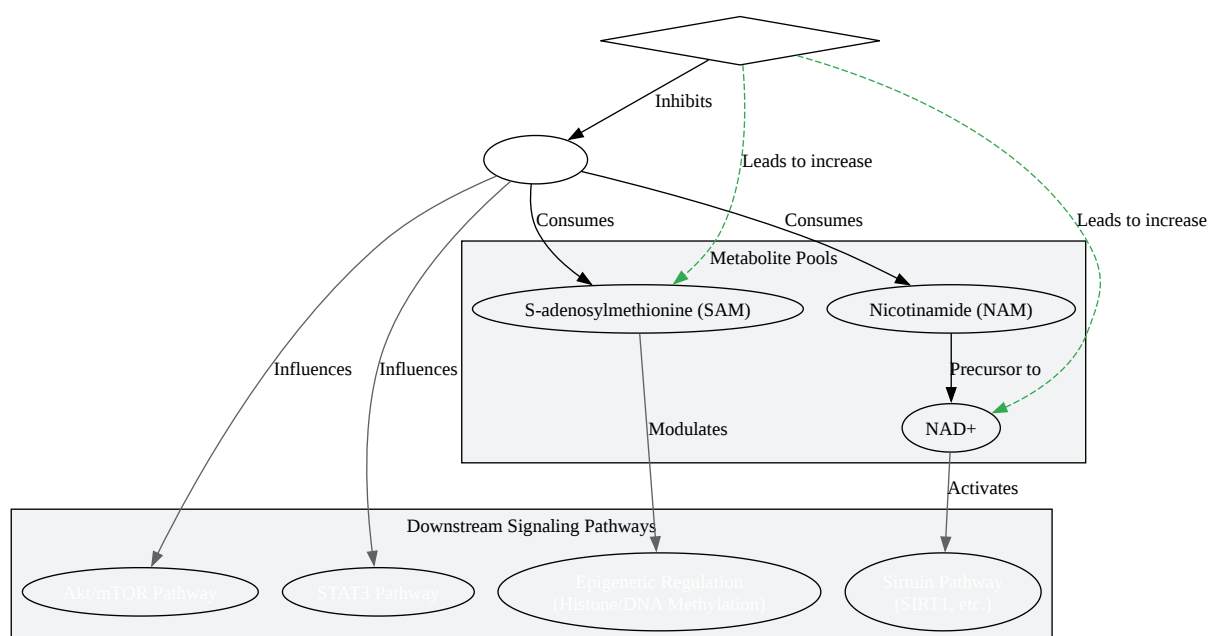 Inhibits
Leads to increase
Consumes
Consumes
Leads to increase
Metabolite Pools
S-adenosylmethionine (SAM)
Nicotinamide (NAM)
Influences
Influences
Precursor to
Modulates
NAD+
Activates
Downstream Signaling Pathways
Akt/mTOR Pathway
STAT3 Pathway
Epigenetic Regulation
(Histone/DNA Methylation)
Sirtuin Pathway
(SIRT1, etc.)